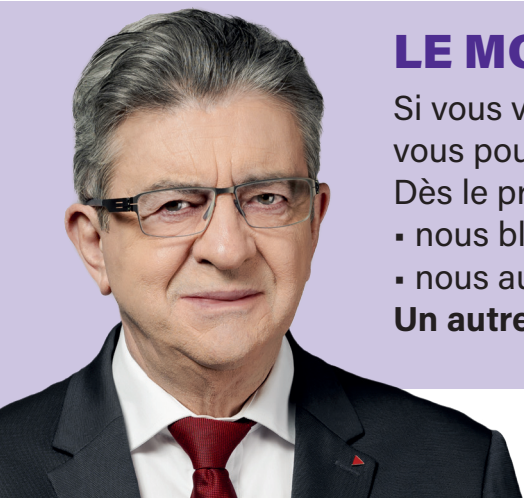 LE MO
Si vous v
vous pou
Dès le pr
▪ nous bl
▪ nous au
Un autre